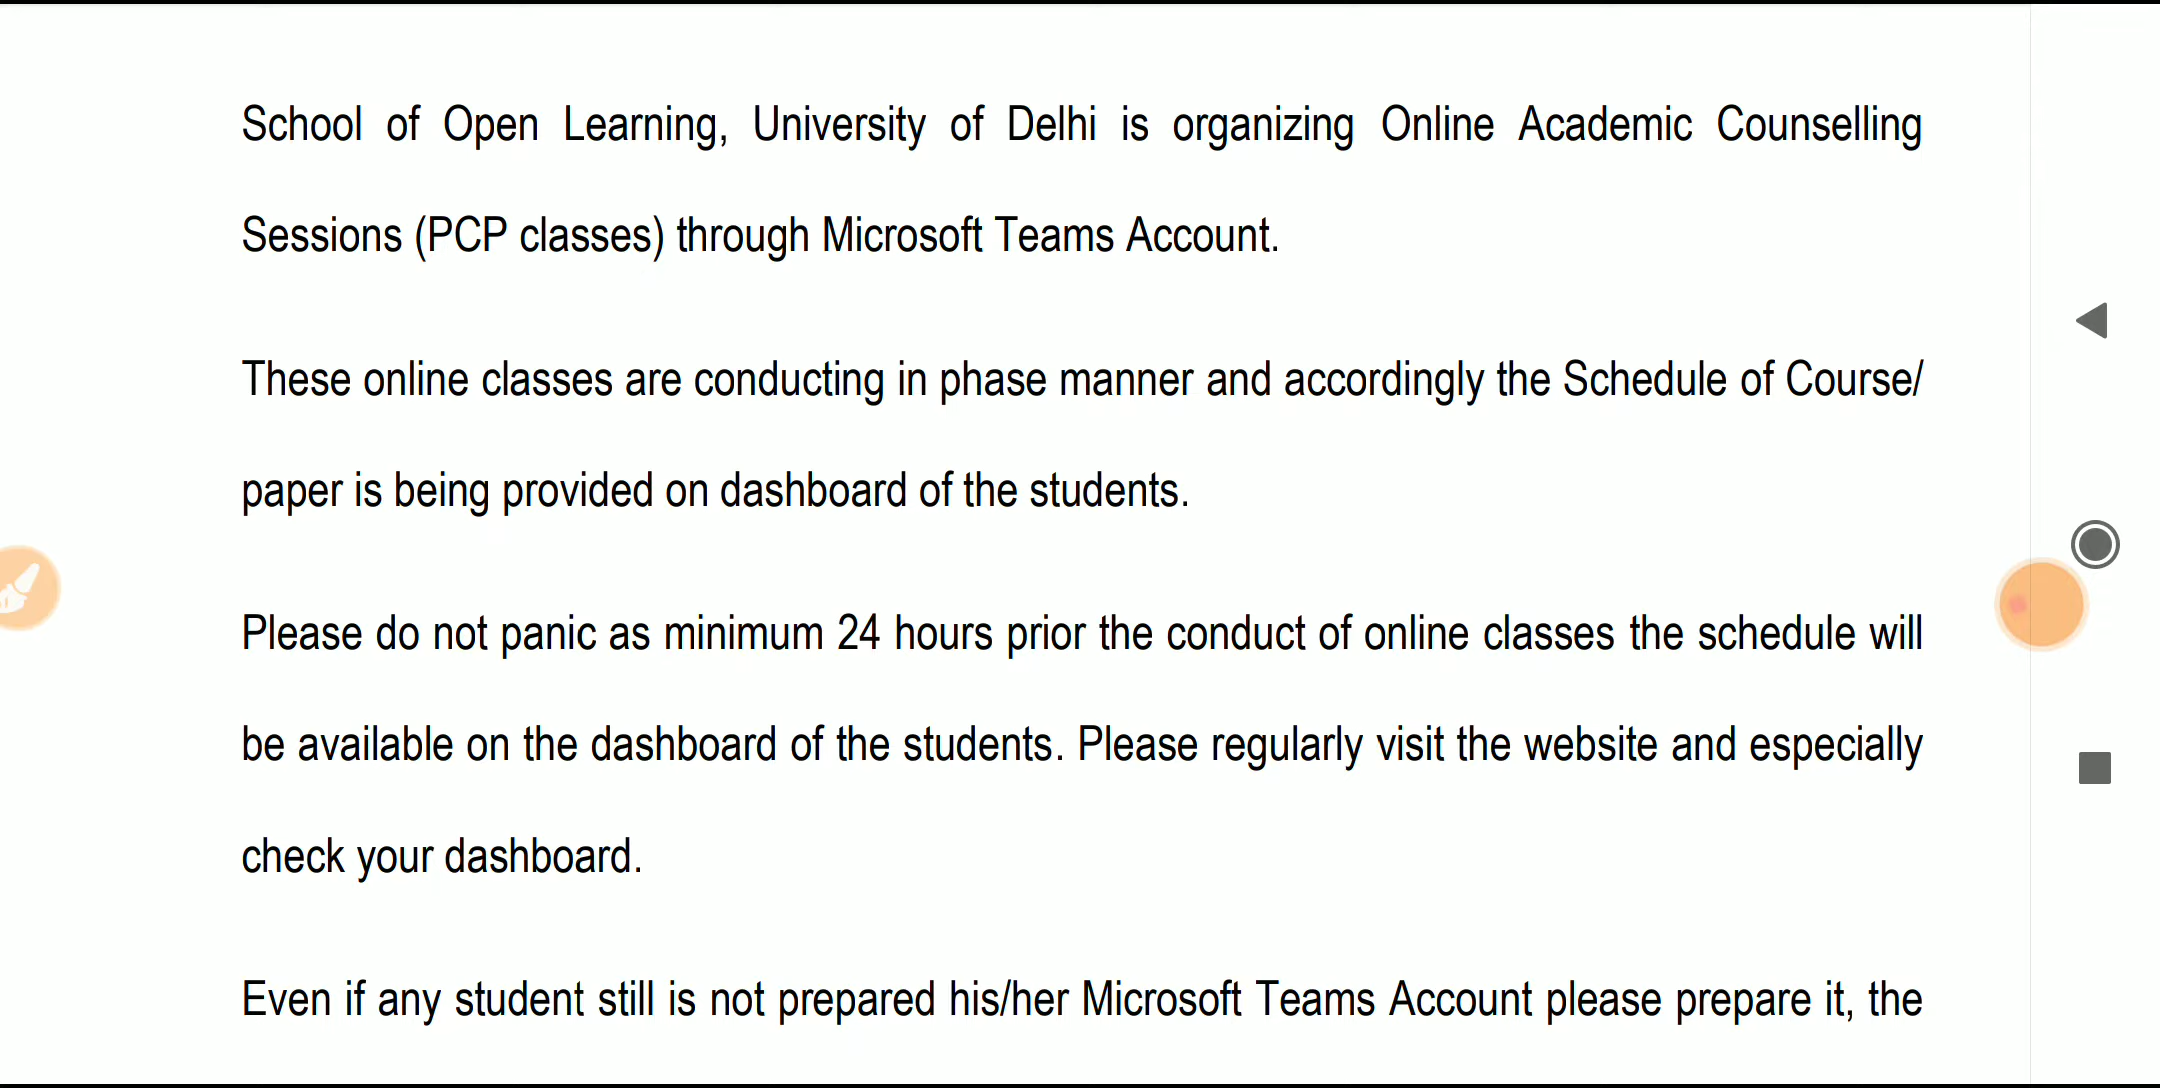 School of Open Learning, University of Delhi is organizing Online Academic Counselling
Sessions (PCP classes) through Microsoft Teams Account.
These online classes are conducting in phase manner and accordingly the Schedule of Course/
paper is being provided on dashboard of the students.
Please do not panic as minimum 24 hours prior the conduct of online classes the schedule will
be available on the dashboard of the students. Please regularly visit the website and especially
check your dashboard.
Even if any student still is not prepared his/her Microsoft Teams Account please prepare it, the